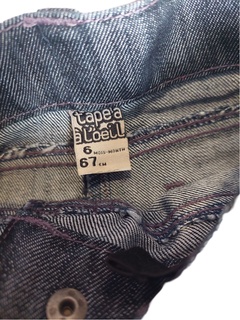 tape à
l'oeil
6 MOIS-MONTH
67 CM